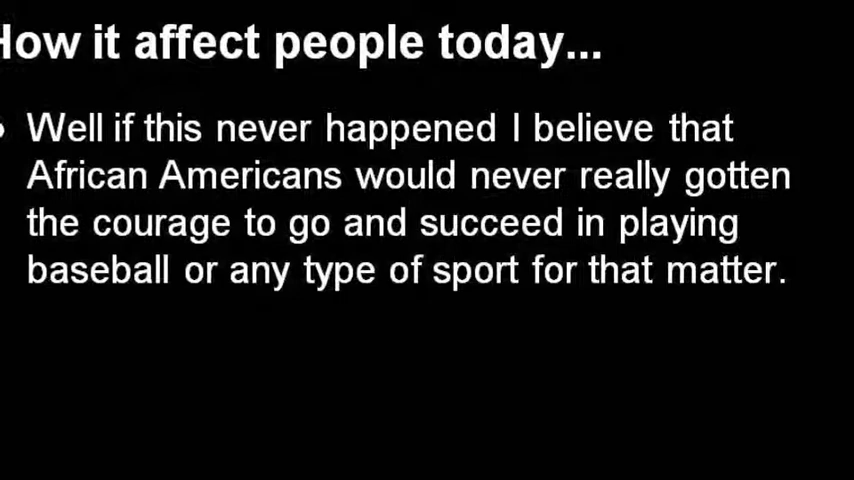 How it affect people today...
Well if this never happened I believe that
African Americans would never really gotten
the courage to go and succeed in playing
baseball or any type of sport for that matter.